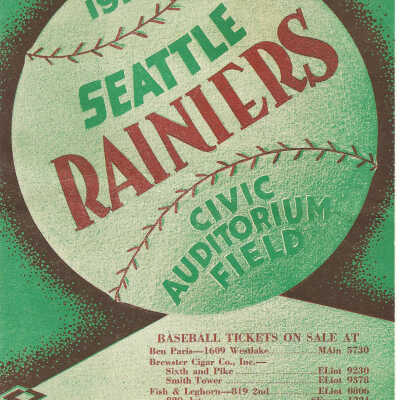 SEATTLE
RAINIERS
CIVIC
AUDITORIUM
FIELD
BASEBALL TICKETS ON SALE AT
Ben Paris—1609 Westlake MAin 5730
Brewster Cigar Co., Inc.—
Sixth and Pike ELiot 9230
Smith Tower ELiot 9378
Fish & Leghorn—819 2nd ELiot 0806